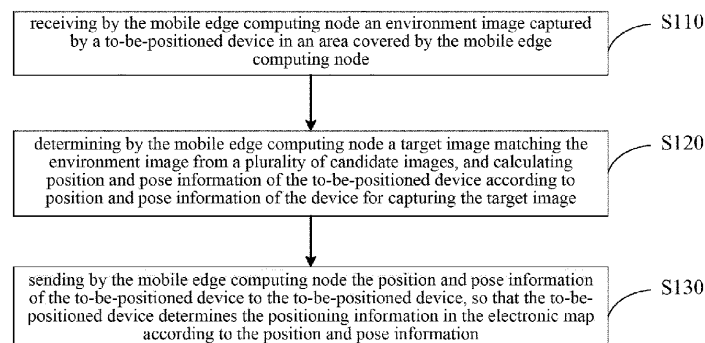 receiving by the mobile edge computing node an environment image captured
by a to-be-positioned device in an area covered by the mobile edge
computing node
S110
determining by the mobile edge computing node a target image matching the
environment image from a plurality of candidate images, and calculating
position and pose information of the to-be-positioned device according to
position and pose information of the device for capturing the target image
S120
sending by the mobile edge computing node the position and pose information
of the to-be-positioned device to the to-be-positioned device, so that the to-be-
positioned device determines the positioning information in the electronic map
according to the position and pose information
S130